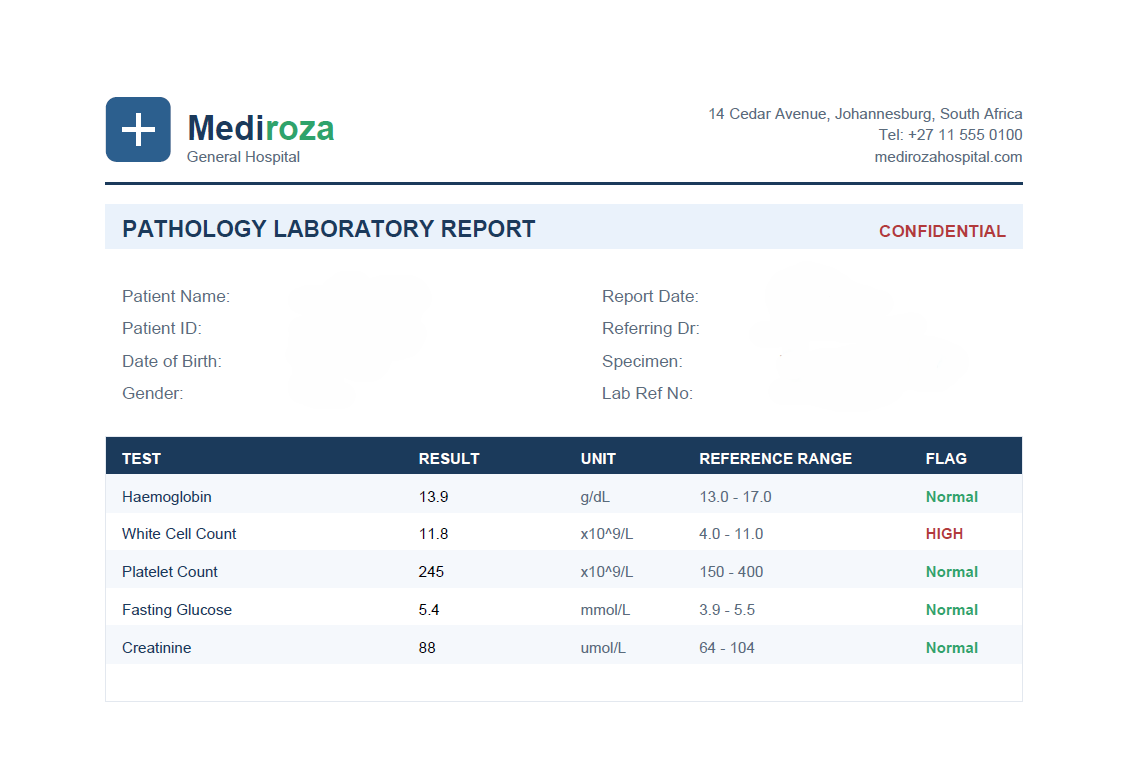 Mediroza
General Hospital
14 Cedar Avenue, Johannesburg, South Africa
Tel: +27 11 555 0100
medirozahospital.com
PATHOLOGY LABORATORY REPORT CONFIDENTIAL
Patient Name: Report Date:
Patient ID: Referring Dr:
Date of Birth: Specimen:
Gender: Lab Ref No:
TEST RESULT UNIT REFERENCE RANGE FLAG
Haemoglobin 13.9 g/dL 13.0 - 17.0 Normal
White Cell Count 11.8 x10^9/L 4.0 - 11.0 HIGH
Platelet Count 245 x10^9/L 150 - 400 Normal
Fasting Glucose 5.4 mmol/L 3.9 - 5.5 Normal
Creatinine 88 umol/L 64 - 104 Normal